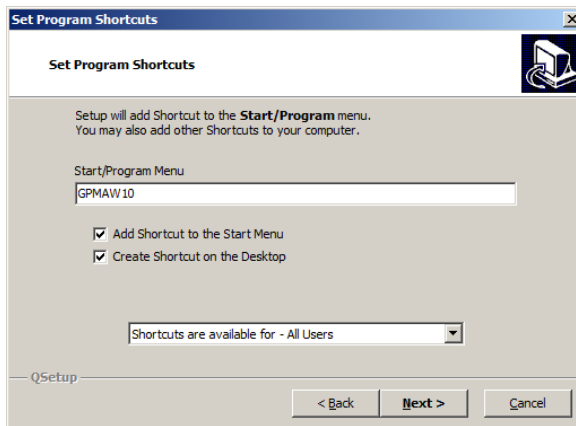 Set Program Shortcuts
Set Program Shortcuts
Setup will add Shortcut to the Start/Program menu.
You may also add other Shortcuts to your computer.
Start/Program Menu
GPMAW10
Add Shortcut to the Start Menu
Create Shortcut on the Desktop
Shortcuts are available for - All Users
QSetup
< Back Next > Cancel